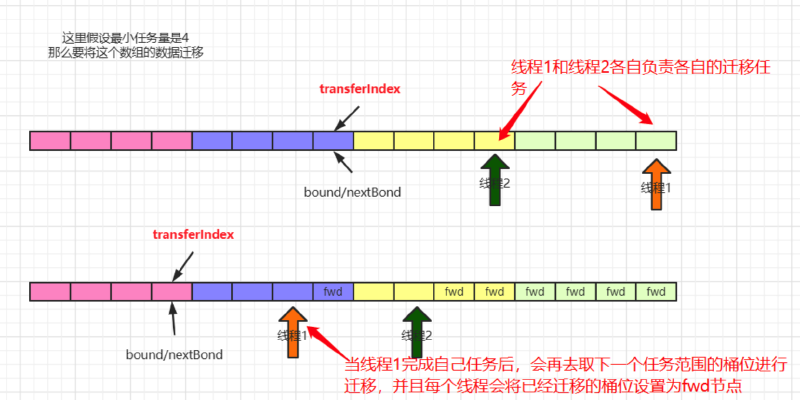 这里假设最小任务量是4
那么要将这个数组的数据迁移
线程1和线程2各自负责各自的迁移任
务
transferIndex
bound/nextBond
线程2
线程1
transferIndex
fwd
fwd
fwd
fwd
fwd
fwd
fwd
线程1
线程2
bound/nextBond
当线程1完成自己任务后，会再去取下一个任务范围的桶位进行
迁移，并且每个线程会将已经迁移的桶位设置为fwd节点